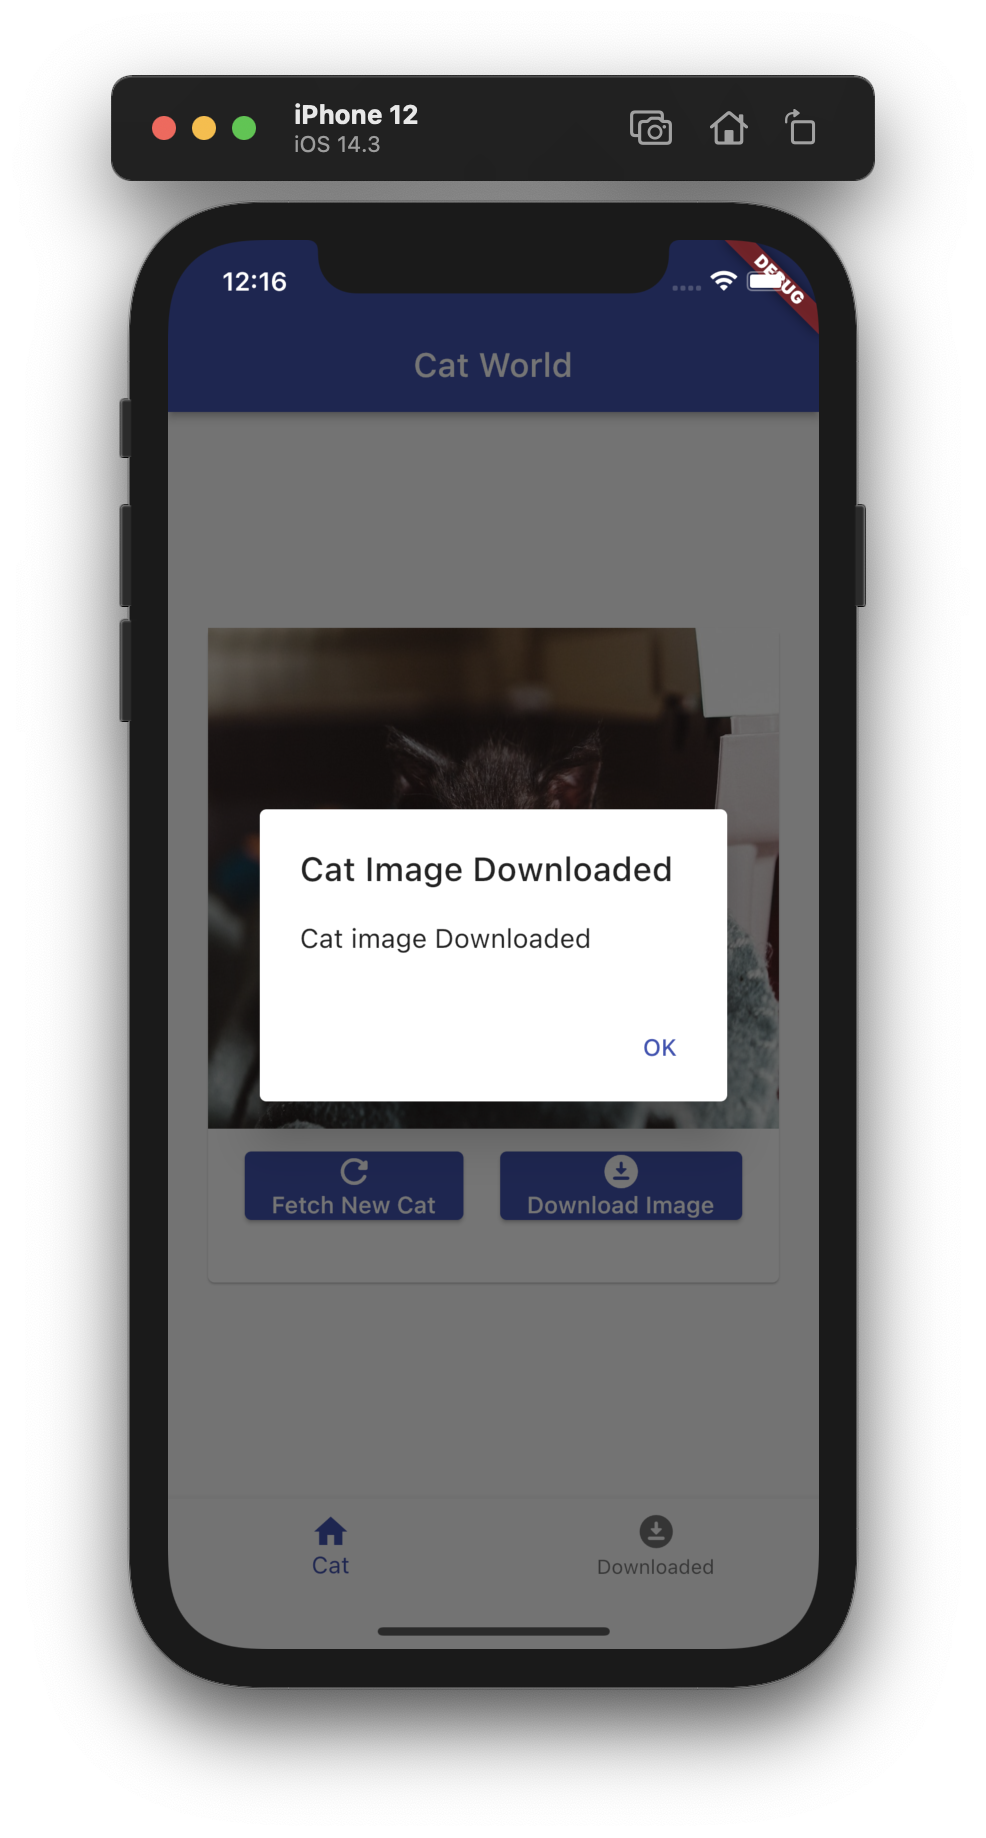 iPhone 12
iOS 14.3
12:16
DEBUG
Cat World
Cat Image Downloaded
Cat image Downloaded
OK
Fetch New Cat
Download Image
Cat
Downloaded